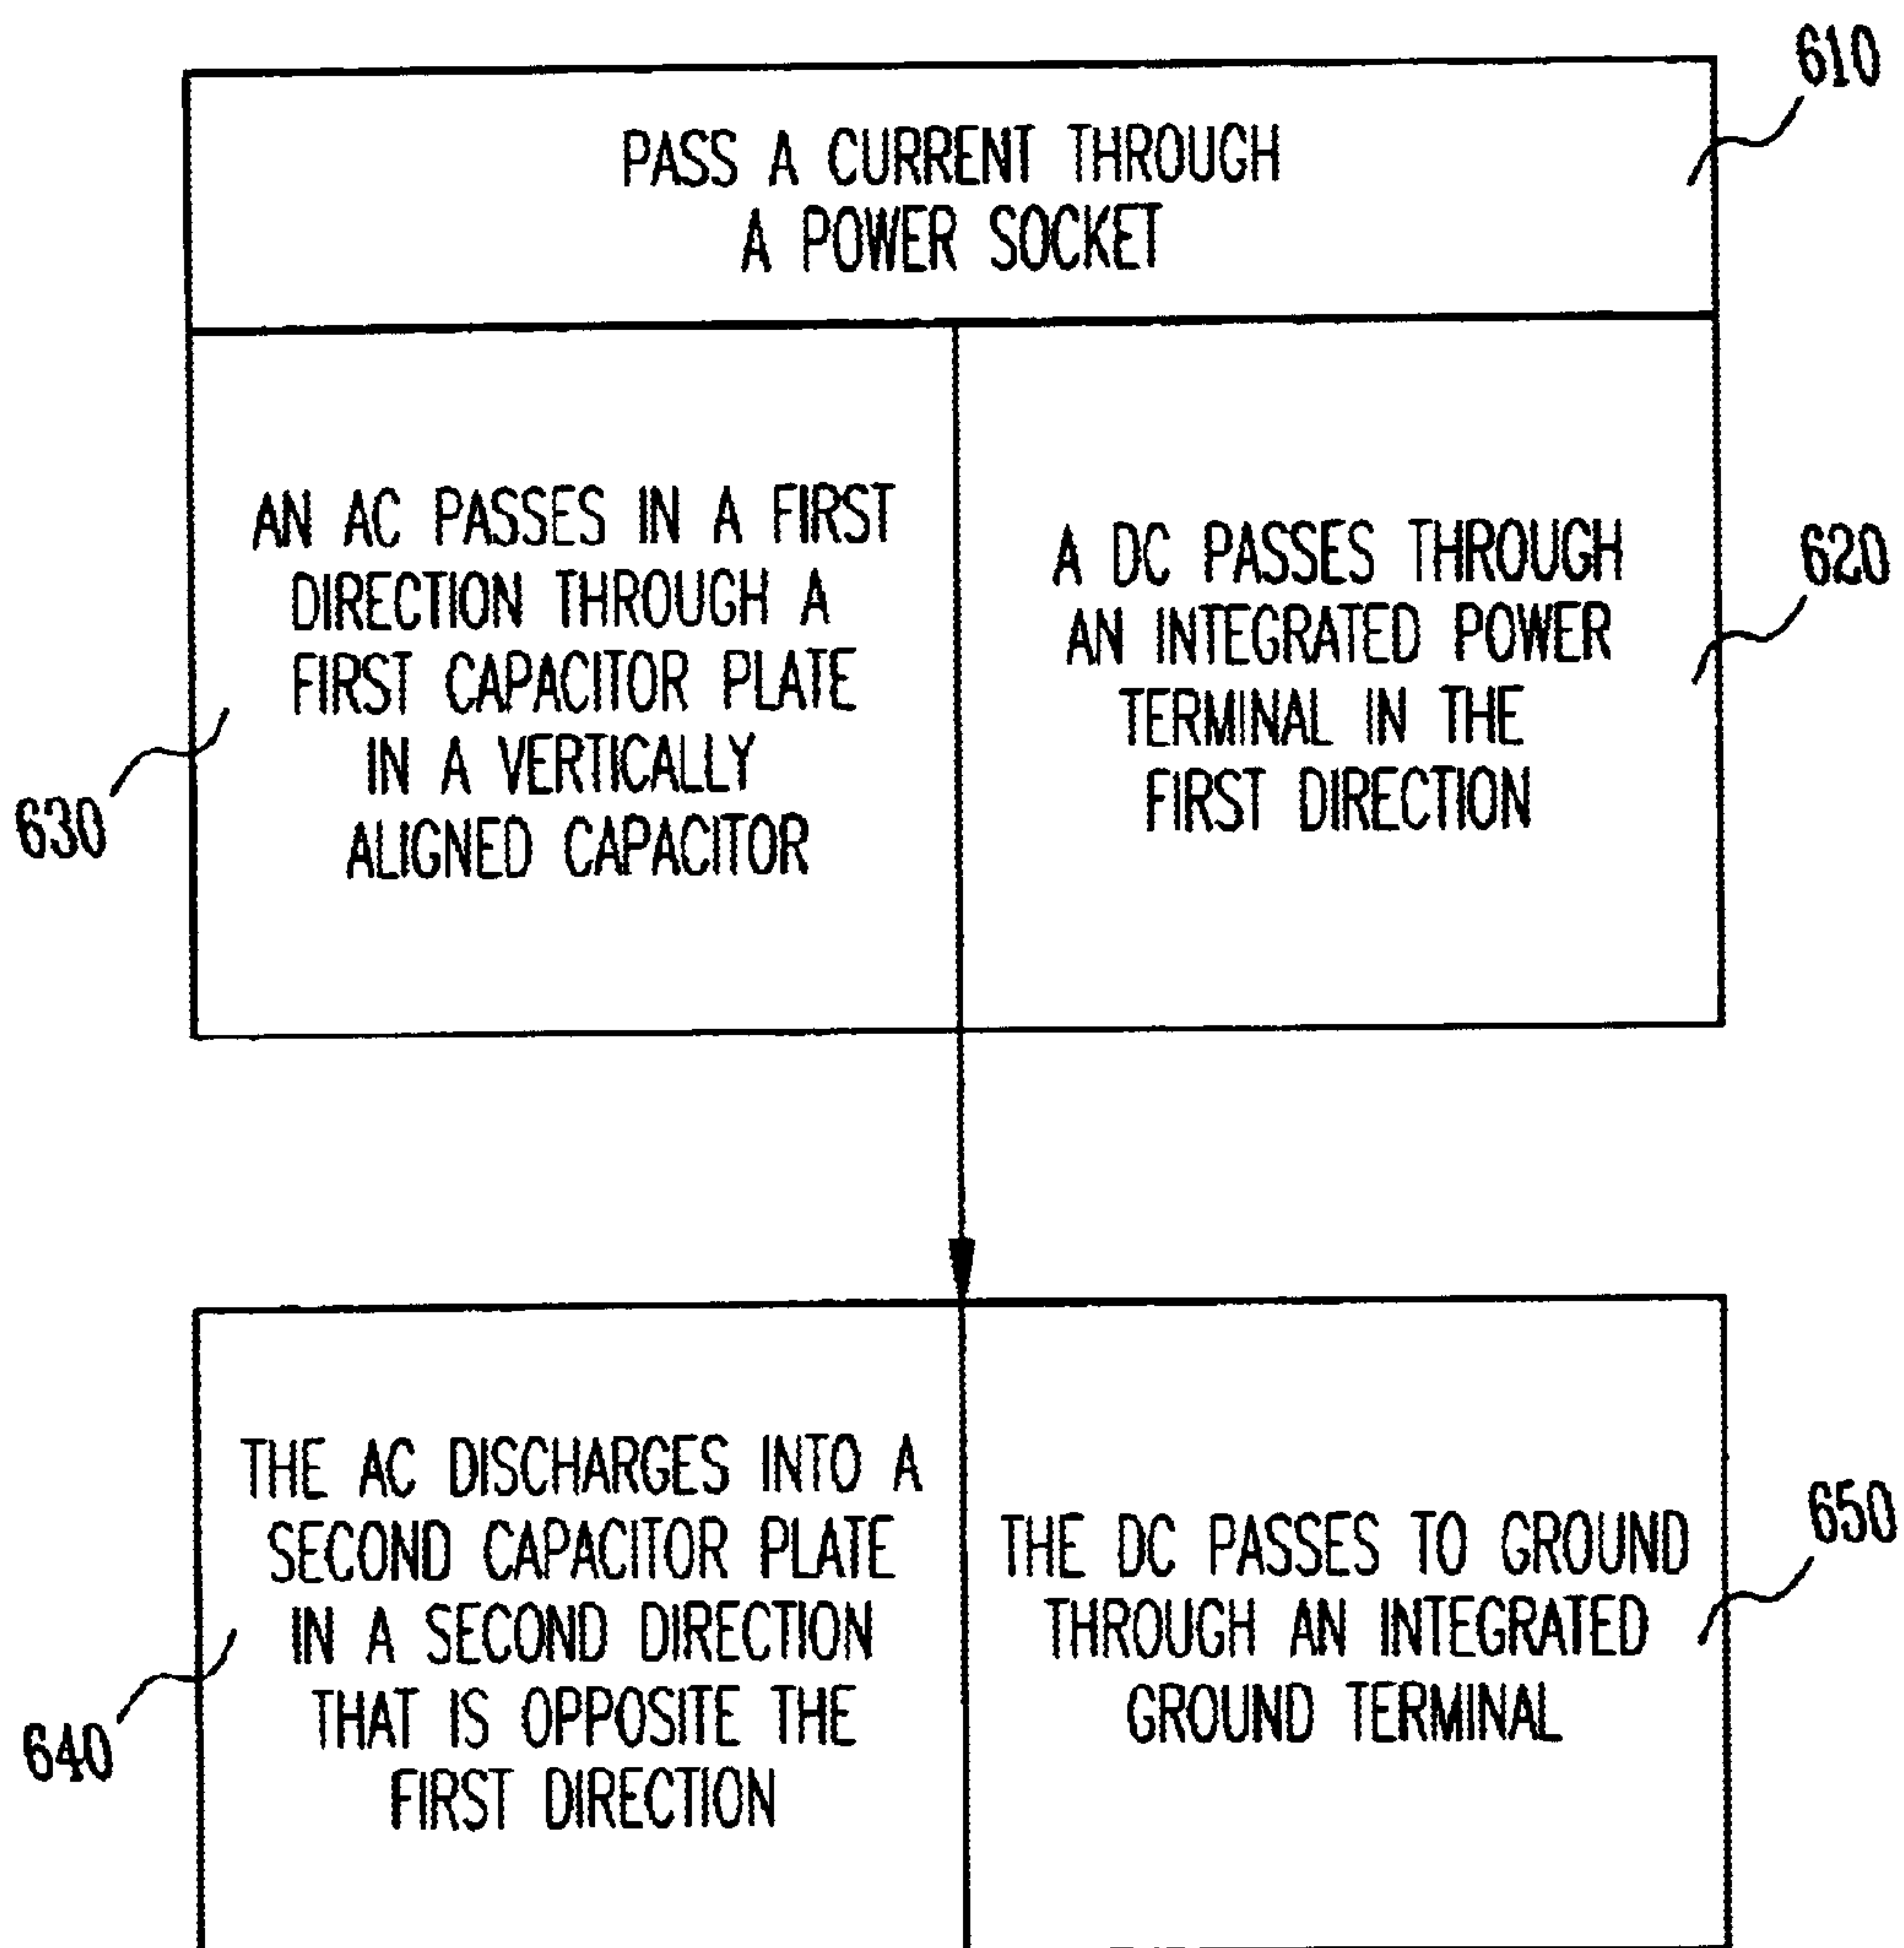 610
PASS A CURRENT THROUGH
A POWER SOCKET
AN AC PASSES IN A FIRST
DIRECTION THROUGH A
FIRST CAPACITOR PLATE
IN A VERTICALLY
ALIGNED CAPACITOR
630
A DC PASSES THROUGH
AN INTEGRATED POWER
TERMINAL IN THE
FIRST DIRECTION
620
THE AC DISCHARGES INTO A
SECOND CAPACITOR PLATE
IN A SECOND DIRECTION
THAT IS OPPOSITE THE
FIRST DIRECTION
640
THE DC PASSES TO GROUND
THROUGH AN INTEGRATED
GROUND TERMINAL
650